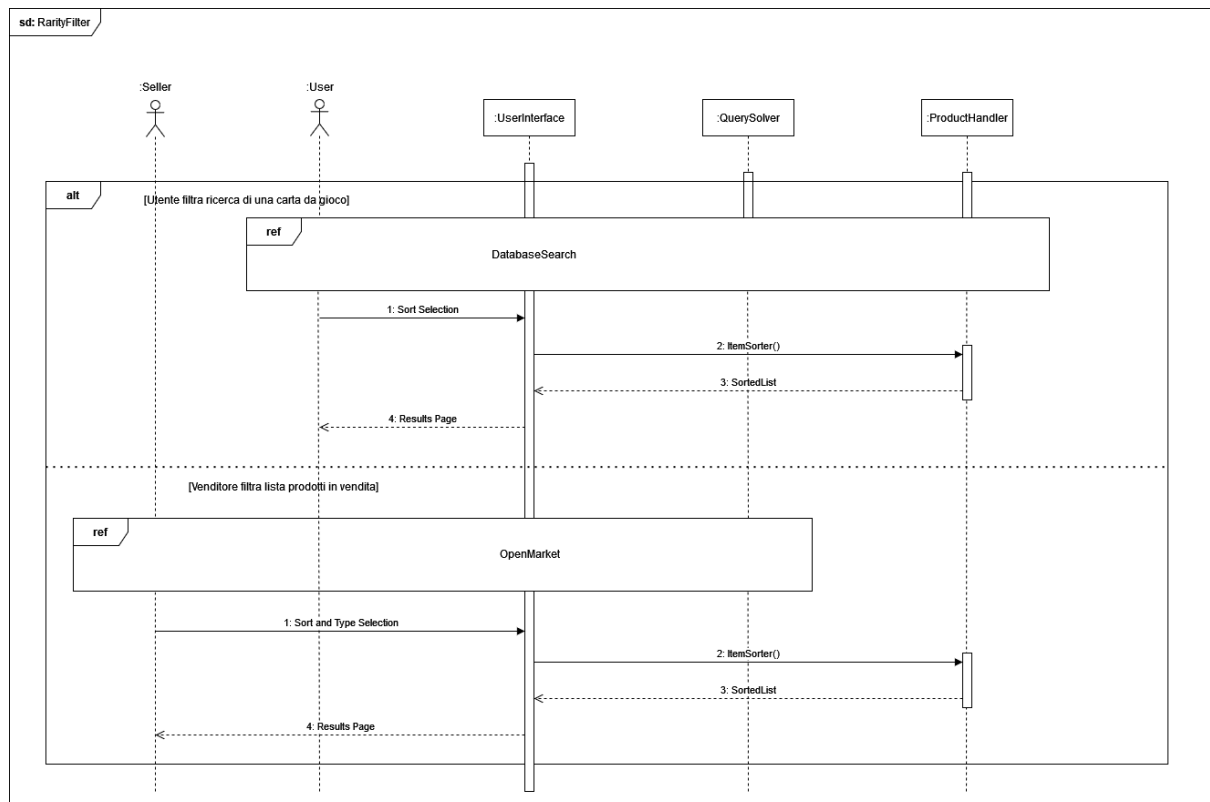 sd: RarityFilter
:Seller
:User
:UserInterface
:QuerySolver
:ProductHandler
alt
[Utente filtra ricerca di una carta da gioco]
ref
DatabaseSearch
1: Sort Selection
2: ItemSorter()
3: SortedList
4: Results Page
[Venditore filtra lista prodotti in vendita]
ref
OpenMarket
1: Sort and Type Selection
2: ItemSorter()
3: SortedList
4: Results Page